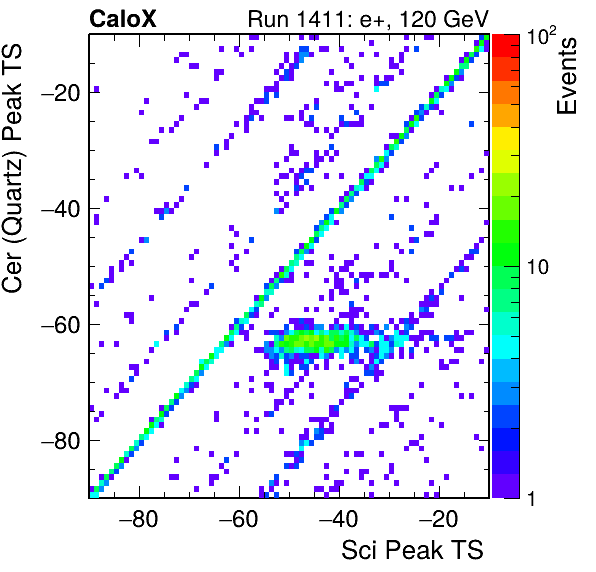 CaloX Run 1411: e+, 120 GeV
Cer (Quartz) Peak TS
−20
−40
−60
−80
−80 −60 −40 −20
Sci Peak TS
10²
10
1
Events